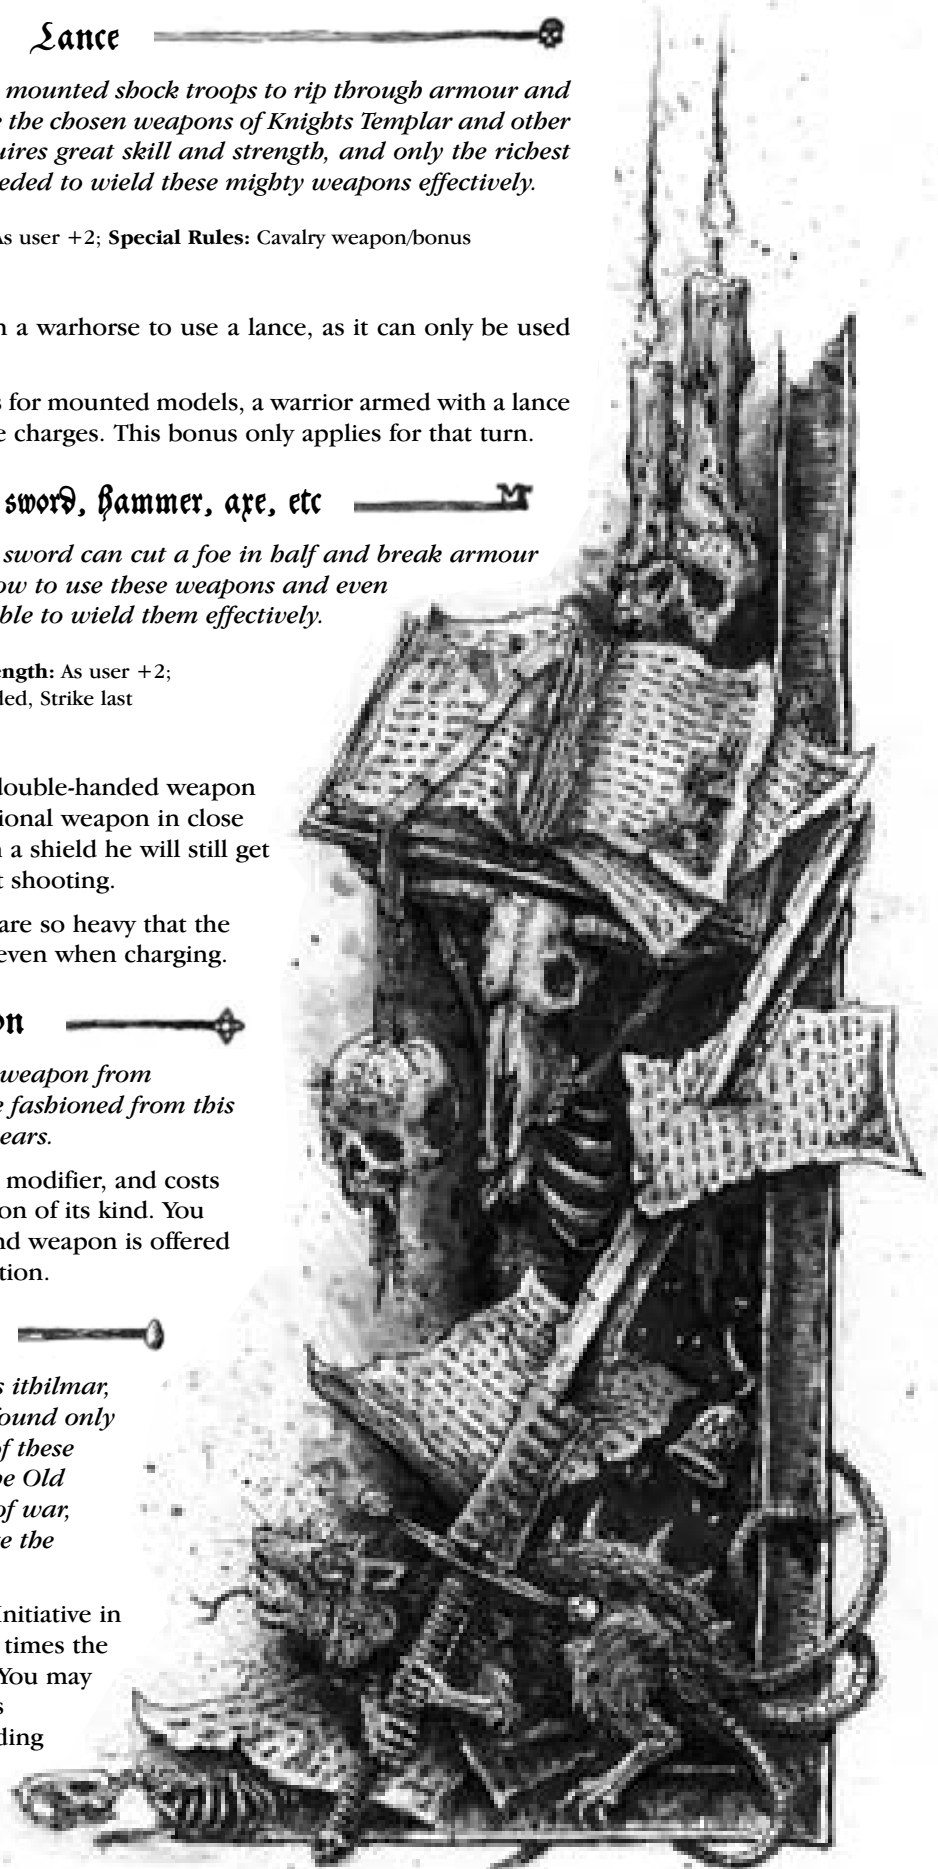 Lance
mounted shock troops to rip through armour and
the chosen weapons of Knights Templar and other
uires great skill and strength, and only the richest
eded to wield these mighty weapons effectively.
As user +2; Special Rules: Cavalry weapon/bonus
n a warhorse to use a lance, as it can only be used
s for mounted models, a warrior armed with a lance
e charges. This bonus only applies for that turn.
sword, hammer, axe, etc
sword can cut a foe in half and break armour
ow to use these weapons and even
ble to wield them effectively.
ength: As user +2;
ded, Strike last
double-handed weapon
ional weapon in close
n a shield he will still get
t shooting.
are so heavy that the
even when charging.
on
weapon from
e fashioned from this
ears.
modifier, and costs
on of its kind. You
nd weapon is offered
tion.
s ithilmar,
found only
of these
he Old
of war,
e the
Initiative in
times the
You may
s
ding